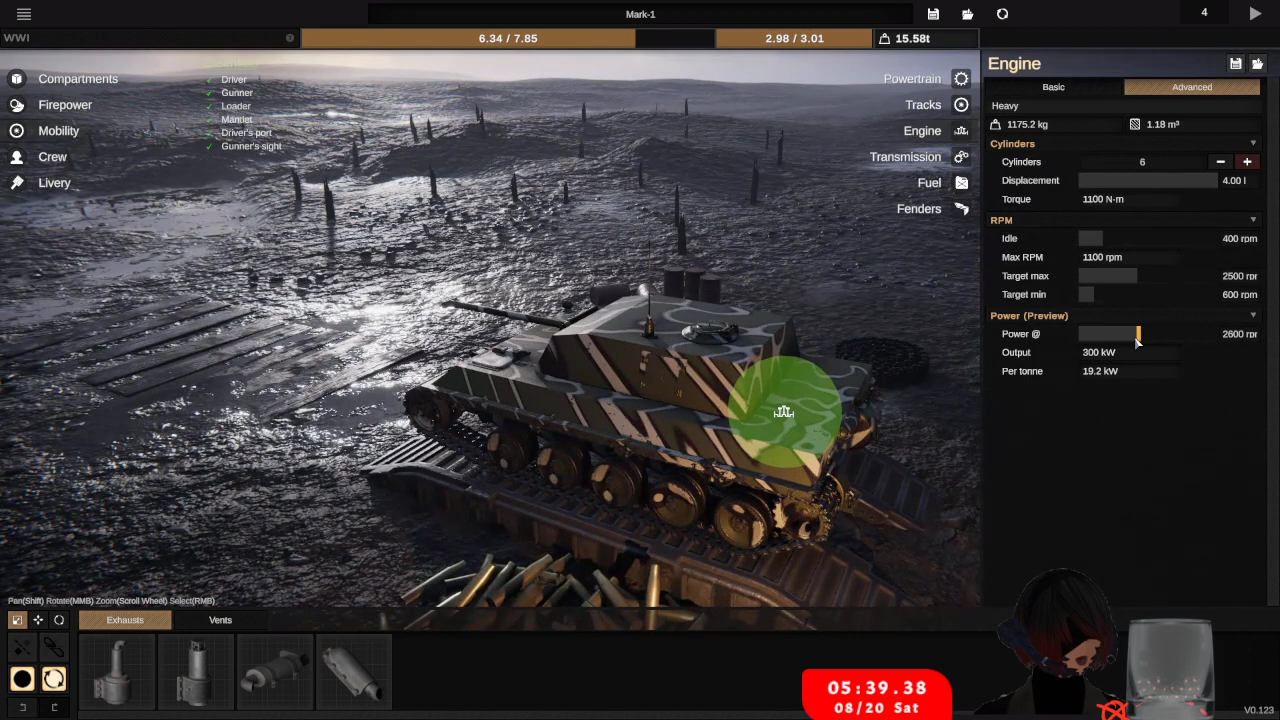 Mark-1
4
WWI
6.34 / 7.85
2.98 / 3.01
15.58t
Compartments
Firepower
Mobility
Crew
Livery
Driver
Gunner
Loader
Mantlet
Driver's port
Gunner's sight
Powertrain
Tracks
Engine
Transmission
Fuel
Fenders
Engine
Basic
Advanced
Heavy
1175.2 kg
1.18 m³
Cylinders
Cylinders 6
Displacement 4.00 l
Torque 1100 N·m
RPM
Idle 400 rpm
Max RPM 1100 rpm
Target max 2500 rpr
Target min 600 rpm
Power (Preview)
Power @ 2600 rpr
Output 300 kW
Per tonne 19.2 kW
Pan(Shift) Rotate(MMB) Zoom(Scroll Wheel) Select(RMB)
Exhausts
Vents
05:39.38
08/20 Sat
V0.123